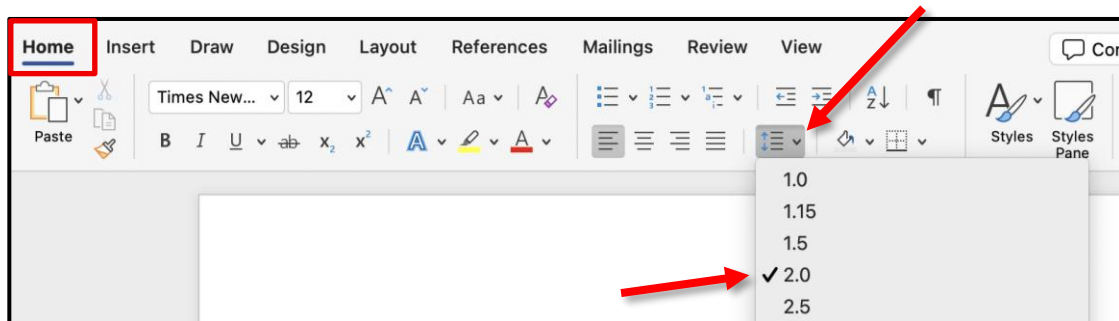 Home Insert Draw Design Layout References Mailings Review View
Times New... 12 A A Aa A
Paste B I U ab X2 X2 A A Styles Styles Pane
1.0
1.15
1.5
2.0
2.5